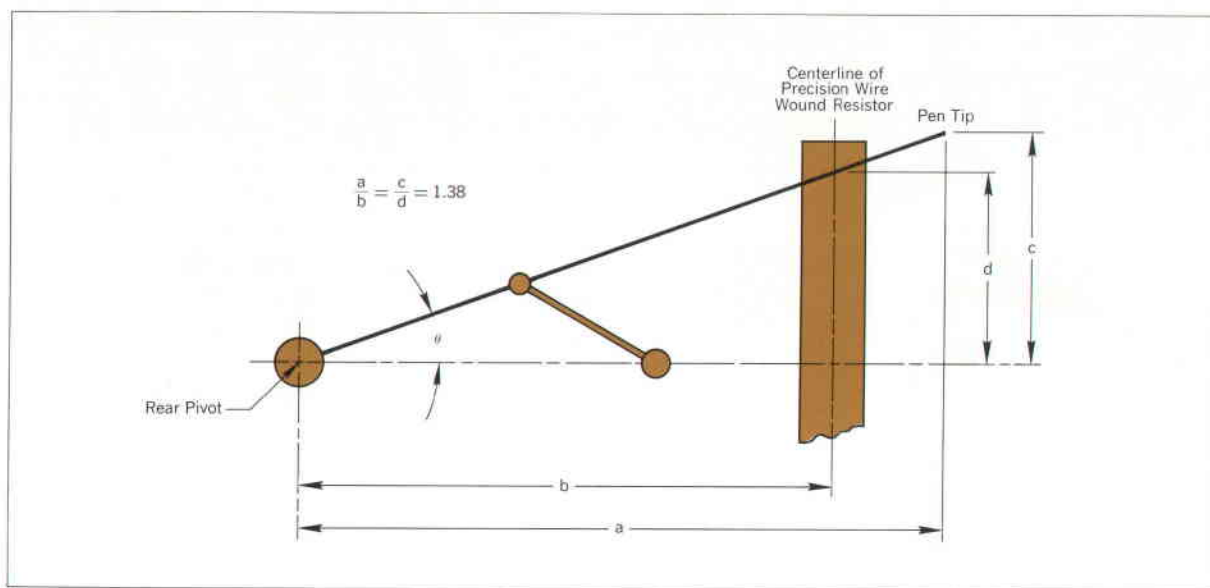 Centerline of
Precision Wire
Wound Resistor
Pen Tip
a/b = c/d = 1.38
θ
d
c
Rear Pivot
b
a